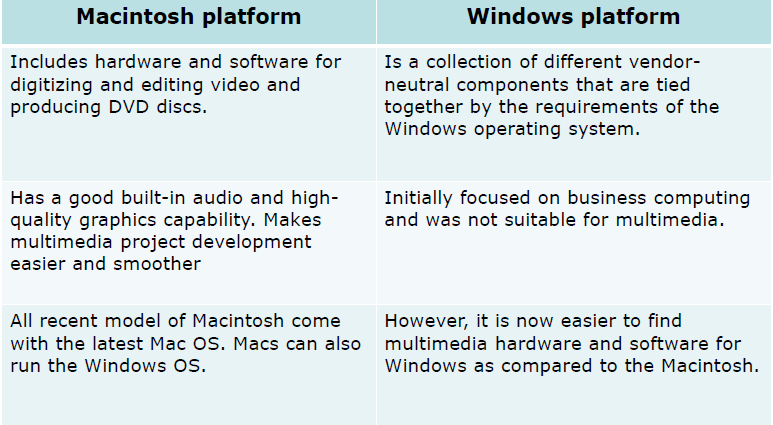 Macintosh platform
Windows platform
Includes hardware and software for
digitizing and editing video and
producing DVD discs.
Is a collection of different vendor-
neutral components that are tied
together by the requirements of the
Windows operating system.
Has a good built-in audio and high-
quality graphics capability. Makes
multimedia project development
easier and smoother
Initially focused on business computing
and was not suitable for multimedia.
All recent model of Macintosh come
with the latest Mac OS. Macs can also
run the Windows OS.
However, it is now easier to find
multimedia hardware and software for
Windows as compared to the Macintosh.